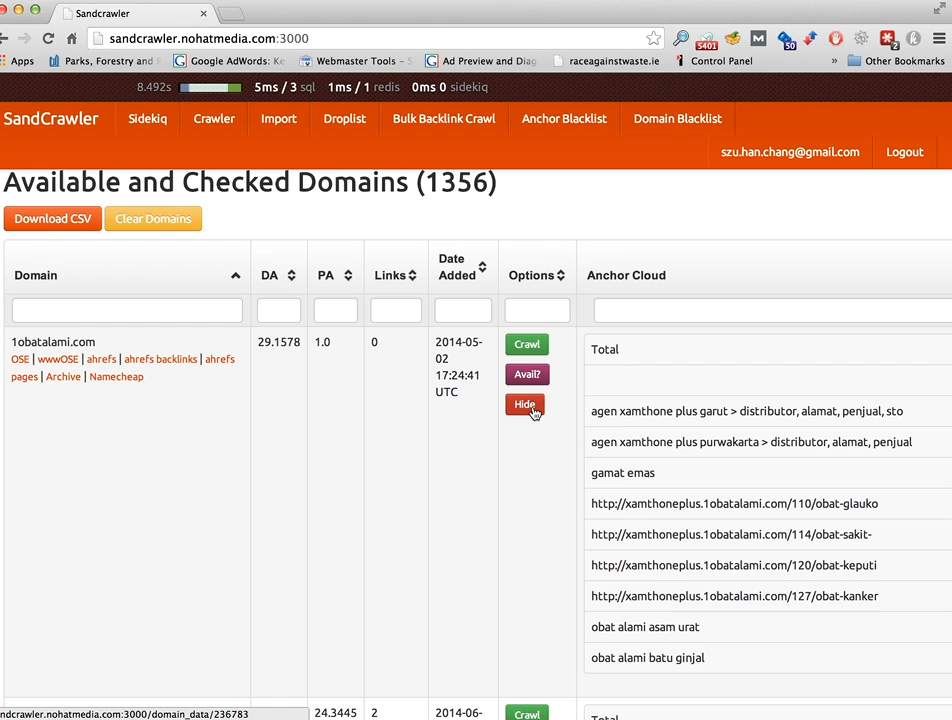 Sandcrawler
sandcrawler.nohatmedia.com:3000
5401
50
2
Apps
Parks, Forestry and
Google AdWords: Ke
Webmaster Tools –
Ad Preview and Diag
raceagainstwaste.ie
Control Panel
»
Other Bookmarks
8.492s 5ms / 3 sql 1ms / 1 redis 0ms 0 sidekiq
SandCrawler Sidekiq Crawler Import Droplist Bulk Backlink Crawl Anchor Blacklist Domain Blacklist
szu.han.chang@gmail.com Logout
Available and Checked Domains (1356)
Download CSV Clear Domains
Domain DA PA Links Date Added Options Anchor Cloud
1obatalami.com
OSE | wwwOSE | ahrefs | ahrefs backlinks | ahrefs
pages | Archive | Namecheap
29.1578
1.0
0
2014-05-
02
17:24:41
UTC
Crawl
Avail?
Hide
Total
agen xamthone plus garut > distributor, alamat, penjual, sto
agen xamthone plus purwakarta > distributor, alamat, penjual
gamat emas
http://xamthoneplus.1obatalami.com/110/obat-glauko
http://xamthoneplus.1obatalami.com/114/obat-sakit-
http://xamthoneplus.1obatalami.com/120/obat-keputi
http://xamthoneplus.1obatalami.com/127/obat-kanker
obat alami asam urat
obat alami batu ginjal
ndcrawler.nohatmedia.com:3000/domain_data/236783
24.3445
2
2014-06-
Crawl
Total